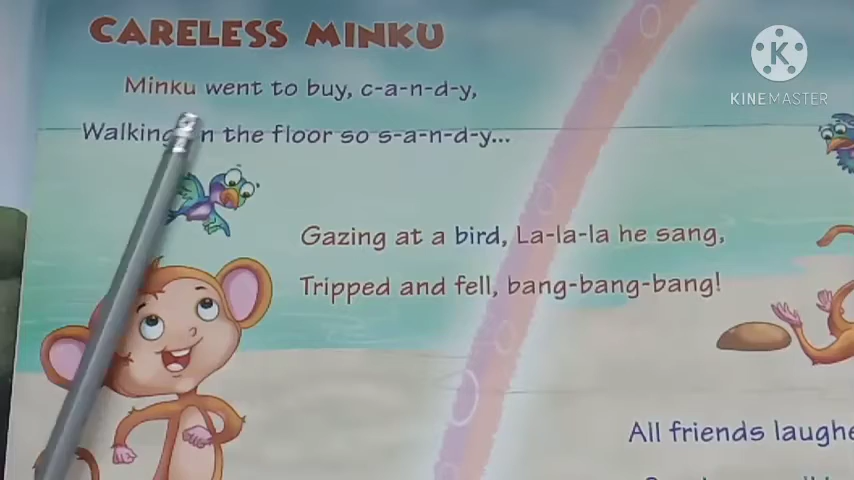 CARELESS MINKU
KINEMASTER
Minku went to buy, c-a-n-d-y,
Walking the floor so s-a-n-d-y...
Gazing at a bird, La-la-la he sang,
Tripped and fell, bang-bang-bang!
All friends